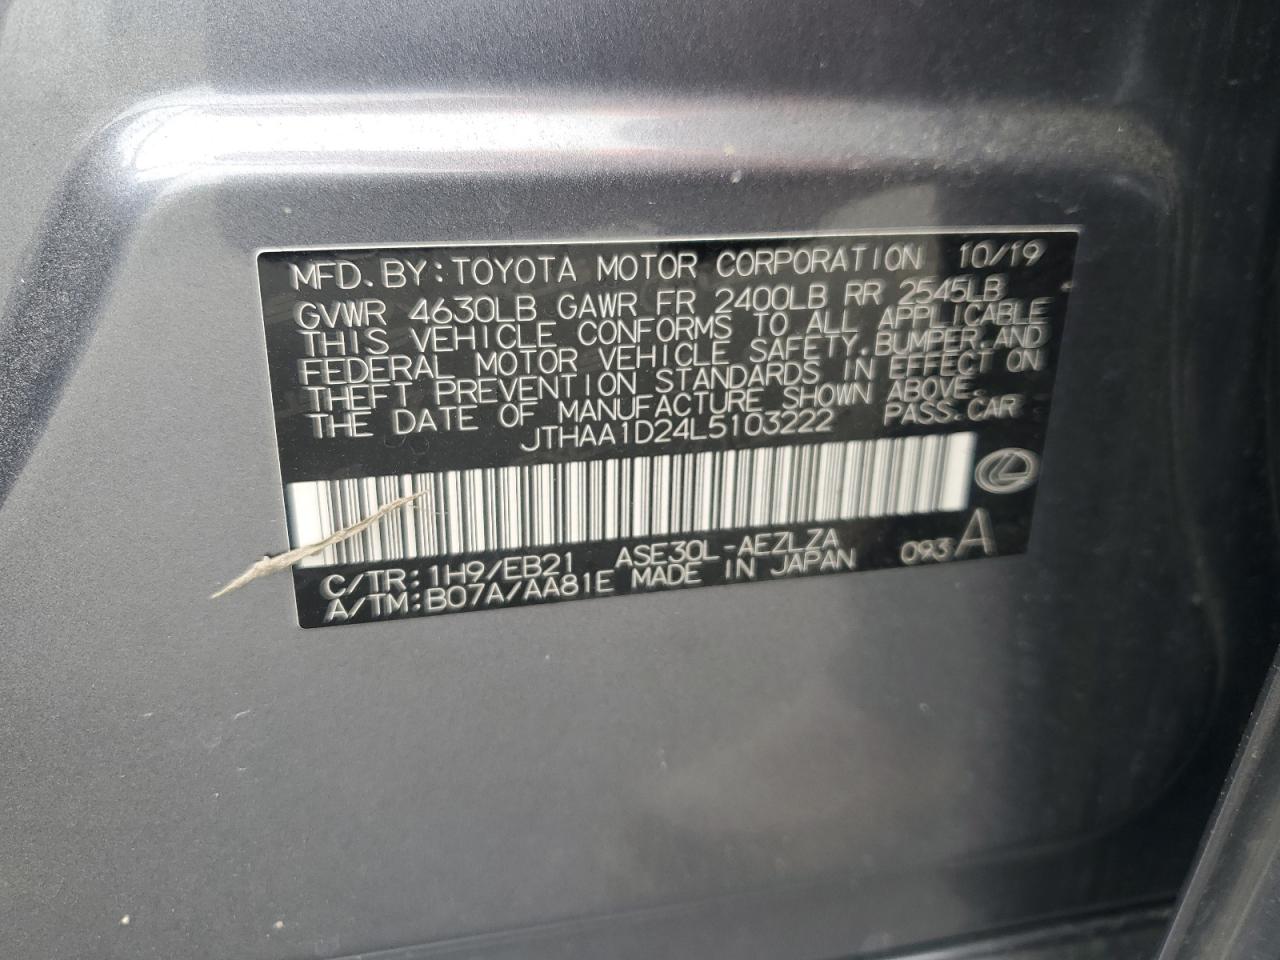 MFD. BY: TOYOTA MOTOR CORPORATION 10/19
GVWR 4630LB GAWR FR 2400LB RR 2545LB
THIS VEHICLE CONFORMS TO ALL APPLICABLE
FEDERAL MOTOR VEHICLE SAFETY, BUMPER, AND
THEFT PREVENTION STANDARDS IN EFFECT ON
THE DATE OF MANUFACTURE SHOWN ABOVE.
JTHAA1D24L5103222 PASS. CAR
C/TR: 1H9/EB21 ASE30L-AEZLZA 093 A
A/TM: B07A/AA81E MADE IN JAPAN